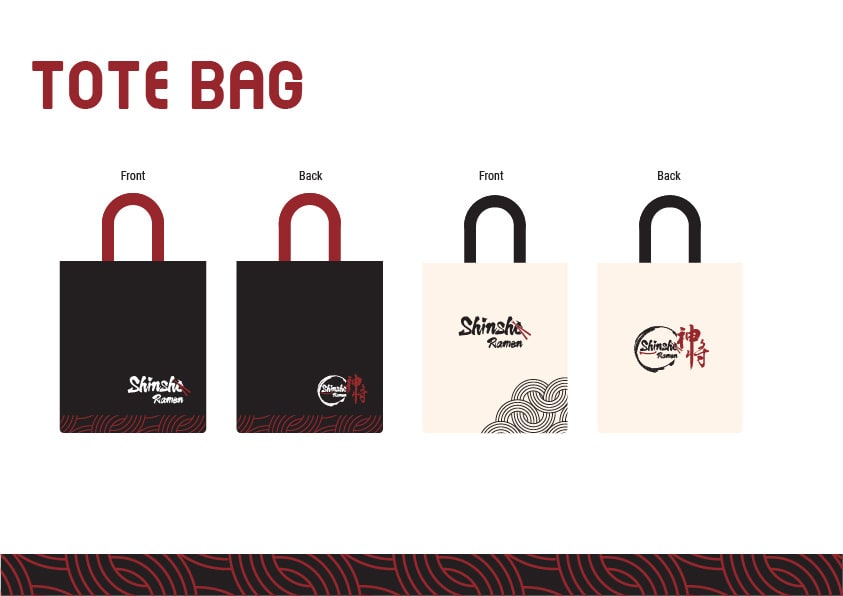 TOTE BAG
Front
Back
Front
Back
Shinsho
Ramen
Shinsho
Ramen
神将
Shinsho
Ramen
Shinsho
Ramen
神将